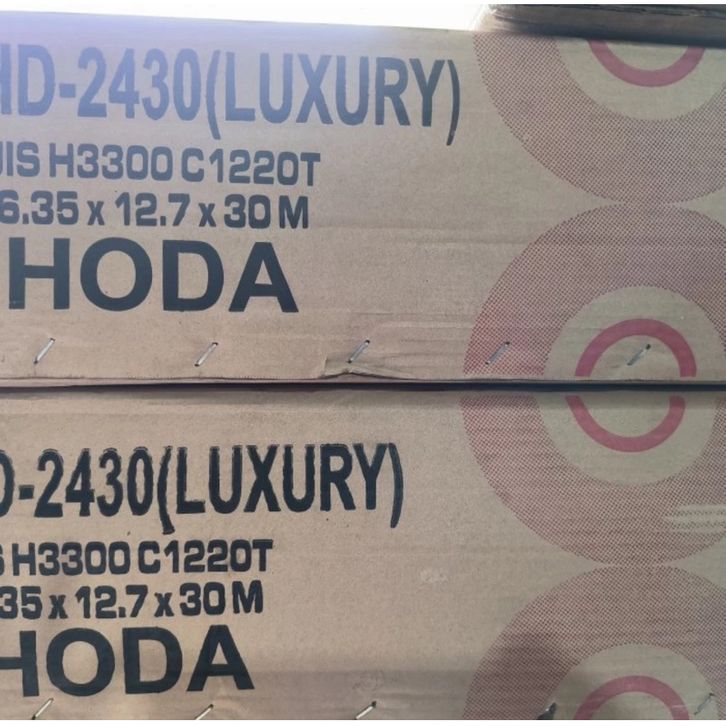 HD-2430(LUXURY)
JIS H3300 C1220T
6.35 x 12.7 x 30 M
HODA
D-2430(LUXURY)
S H3300 C1220T
.35 x 12.7 x 30 M
HODA